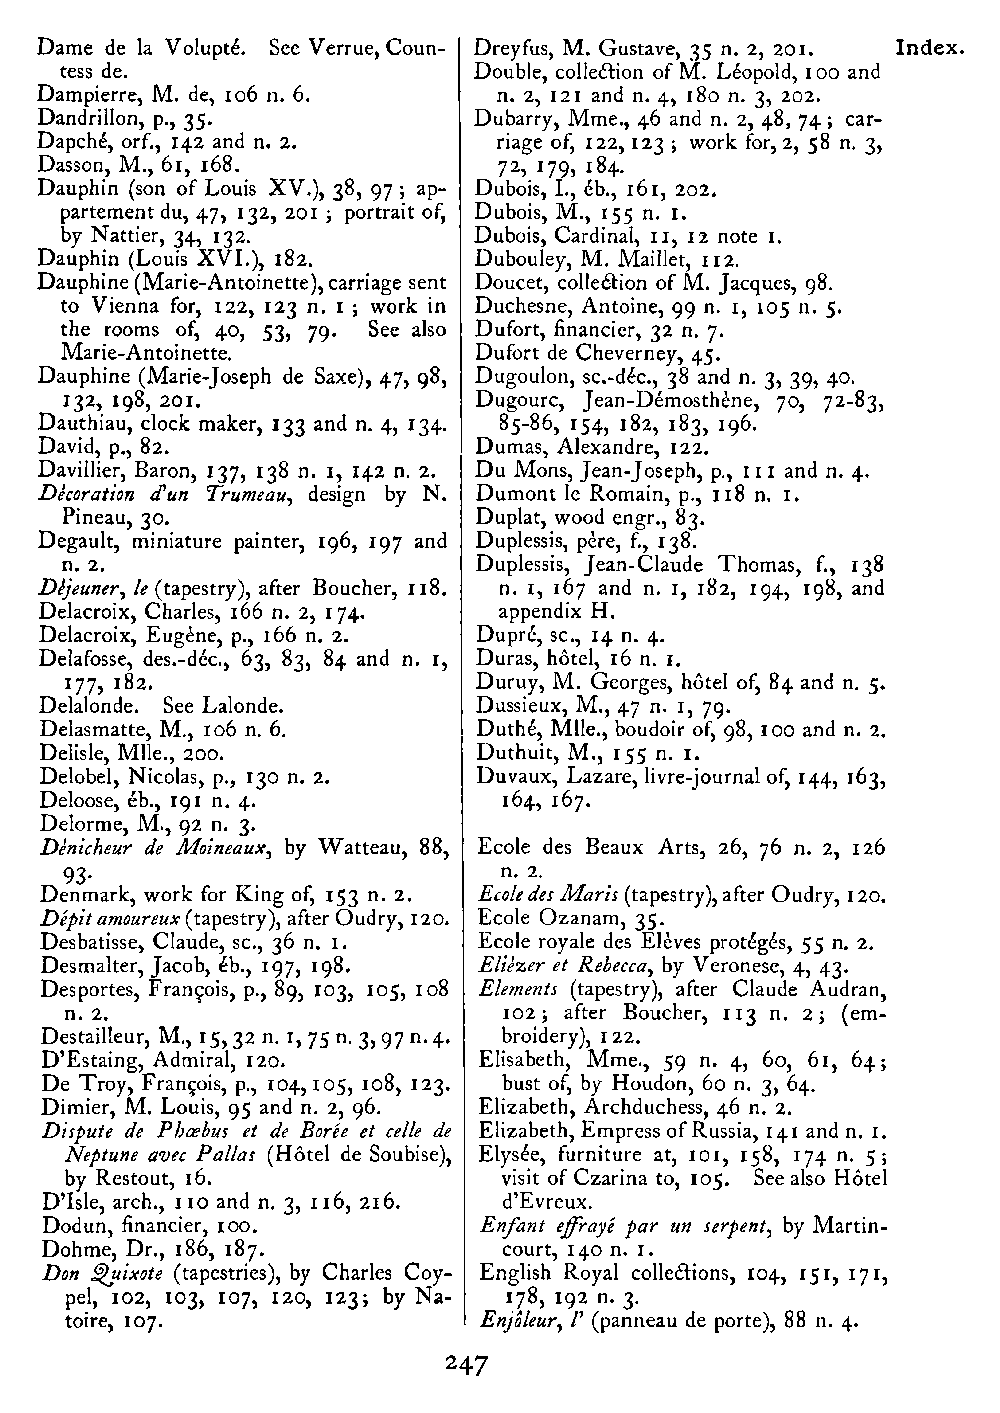 Index.
Dame de la Volupté. See Verrue, Coun-
tess de.
Dampierre, M. de, 106 n. 6.
Dandrillon, p., 35.
Dapché, orf., 142 and n. 2.
Dasson, M., 61, 168.
Dauphin (son of Louis XV.), 38, 97; ap-
partement du, 47, 132, 201; portrait of,
by Nattier, 34, 132.
Dauphin (Louis XVI.), 182.
Dauphine (Marie-Antoinette), carriage sent
to Vienna for, 122, 123 n. 1; work in
the rooms of, 40, 53, 79. See also
Marie-Antoinette.
Dauphine (Marie-Joseph de Saxe), 47, 98,
132, 198, 201.
Dauthiau, clock maker, 133 and n. 4, 134.
David, p., 82.
Davillier, Baron, 137, 138 n. 1, 142 n. 2.
Dècoration d'un Trumeau, design by N.
Pineau, 30.
Degault, miniature painter, 196, 197 and
n. 2.
Dèjeuner, le (tapestry), after Boucher, 118.
Delacroix, Charles, 166 n. 2, 174.
Delacroix, Eugène, p., 166 n. 2.
Delafosse, des.-déc., 63, 83, 84 and n. 1,
177, 182.
Delalonde. See Lalonde.
Delasmatte, M., 106 n. 6.
Delisle, Mlle., 200.
Delobel, Nicolas, p., 130 n. 2.
Deloose, éb., 191 n. 4.
Delorme, M., 92 n. 3.
Dènicheur de Moineaux, by Watteau, 88,
93.
Denmark, work for King of, 153 n. 2.
Dépit amoureux (tapestry), after Oudry, 120.
Desbatisse, Claude, sc., 36 n. 1.
Desmalter, Jacob, éb., 197, 198.
Desportes, François, p., 89, 103, 105, 108
n. 2.
Destailleur, M., 15, 32 n. 1, 75 n. 3, 97 n. 4.
D'Estaing, Admiral, 120.
De Troy, François, p., 104, 105, 108, 123.
Dimier, M. Louis, 95 and n. 2, 96.
Dispute de Phœbus et de Borée et celle de
Neptune avec Pallas (Hôtel de Soubise),
by Restout, 16.
D'Isle, arch., 110 and n. 3, 116, 216.
Dodun, financier, 100.
Dohme, Dr., 186, 187.
Don Quixote (tapestries), by Charles Coy-
pel, 102, 103, 107, 120, 123; by Na-
toire, 107.
Dreyfus, M. Gustave, 35 n. 2, 201.
Double, collection of M. Léopold, 100 and
n. 2, 121 and n. 4, 180 n. 3, 202.
Dubarry, Mme., 46 and n. 2, 48, 74; car-
riage of, 122, 123; work for, 2, 58 n. 3,
72, 179, 184.
Dubois, I., éb., 161, 202.
Dubois, M., 155 n. 1.
Dubois, Cardinal, 11, 12 note 1.
Dubouley, M. Maillet, 112.
Doucet, collection of M. Jacques, 98.
Duchesne, Antoine, 99 n. 1, 105 n. 5.
Dufort, financier, 32 n. 7.
Dufort de Cheverney, 45.
Dugoulon, sc.-déc., 38 and n. 3, 39, 40.
Dugourc, Jean-Démosthène, 70, 72-83,
85-86, 154, 182, 183, 196.
Dumas, Alexandre, 122.
Du Mons, Jean-Joseph, p., 111 and n. 4.
Dumont le Romain, p., 118 n. 1.
Duplat, wood engr., 83.
Duplessis, père, f., 138.
Duplessis, Jean-Claude Thomas, f., 138
n. 1, 167 and n. 1, 182, 194, 198, and
appendix H.
Dupré, sc., 14 n. 4.
Duras, hôtel, 16 n. 1.
Duruy, M. Georges, hôtel of, 84 and n. 5.
Dussieux, M., 47 n. 1, 79.
Duthé, Mlle., boudoir of, 98, 100 and n. 2.
Duthuit, M., 155 n. 1.
Duvaux, Lazare, livre-journal of, 144, 163,
164, 167.
Ecole des Beaux Arts, 26, 76 n. 2, 126
n. 2.
Ecole des Maris (tapestry), after Oudry, 120.
Ecole Ozanam, 35.
Ecole royale des Elèves protégés, 55 n. 2.
Elièzer et Rebecca, by Veronese, 4, 43.
Elements (tapestry), after Claude Audran,
102; after Boucher, 113 n. 2; (em-
broidery), 122.
Elisabeth, Mme., 59 n. 4, 60, 61, 64;
bust of, by Houdon, 60 n. 3, 64.
Elizabeth, Archduchess, 46 n. 2.
Elizabeth, Empress of Russia, 141 and n. 1.
Elysée, furniture at, 101, 158, 174 n. 5;
visit of Czarina to, 105. See also Hôtel
d'Evreux.
Enfant effrayé par un serpent, by Martin-
court, 140 n. 1.
English Royal collections, 104, 151, 171,
178, 192 n. 3.
Enjôleur, l' (panneau de porte), 88 n. 4.
247